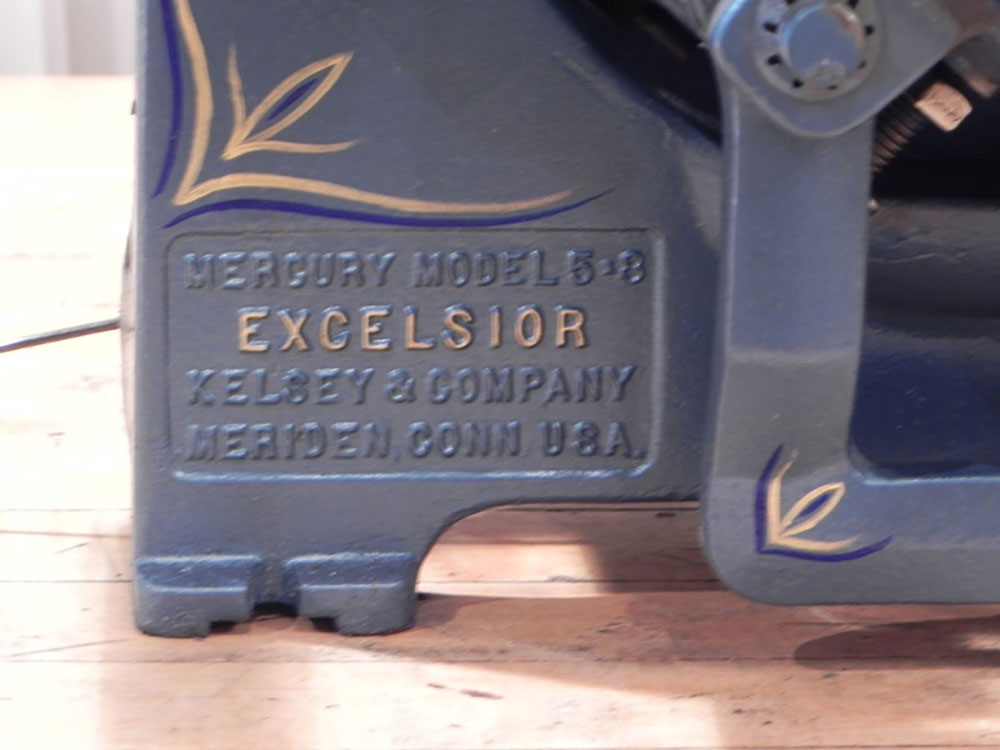 MERCURY MODEL 5×8
EXCELSIOR
KELSEY & COMPANY
MERIDEN, CONN. USA.